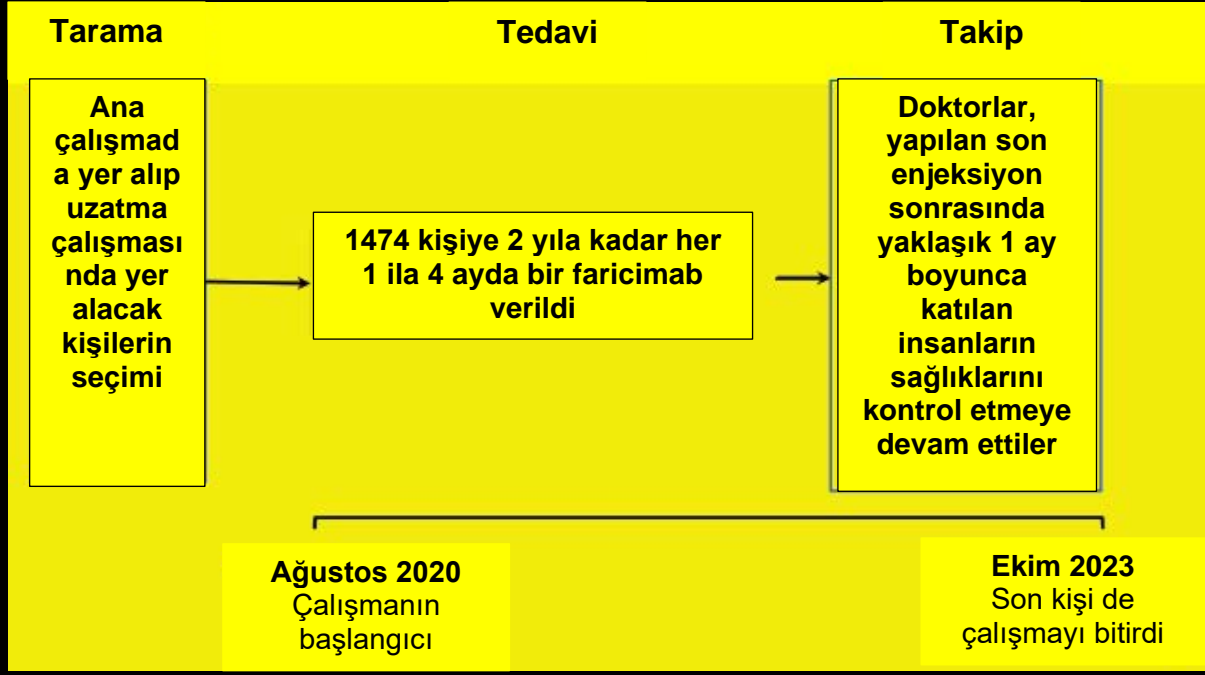 Tarama
Tedavi
Takip
Ana
çalışmad
a yer alıp
uzatma
çalışması
nda yer
alacak
kişilerin
seçimi
1474 kişiye 2 yıla kadar her
1 ila 4 ayda bir faricimab
verildi
Doktorlar,
yapılan son
enjeksiyon
sonrasında
yaklaşık 1 ay
boyunca
katılan
insanların
sağlıklarını
kontrol etmeye
devam ettiler
Ağustos 2020
Çalışmanın
başlangıcı
Ekim 2023
Son kişi de
çalışmayı bitirdi